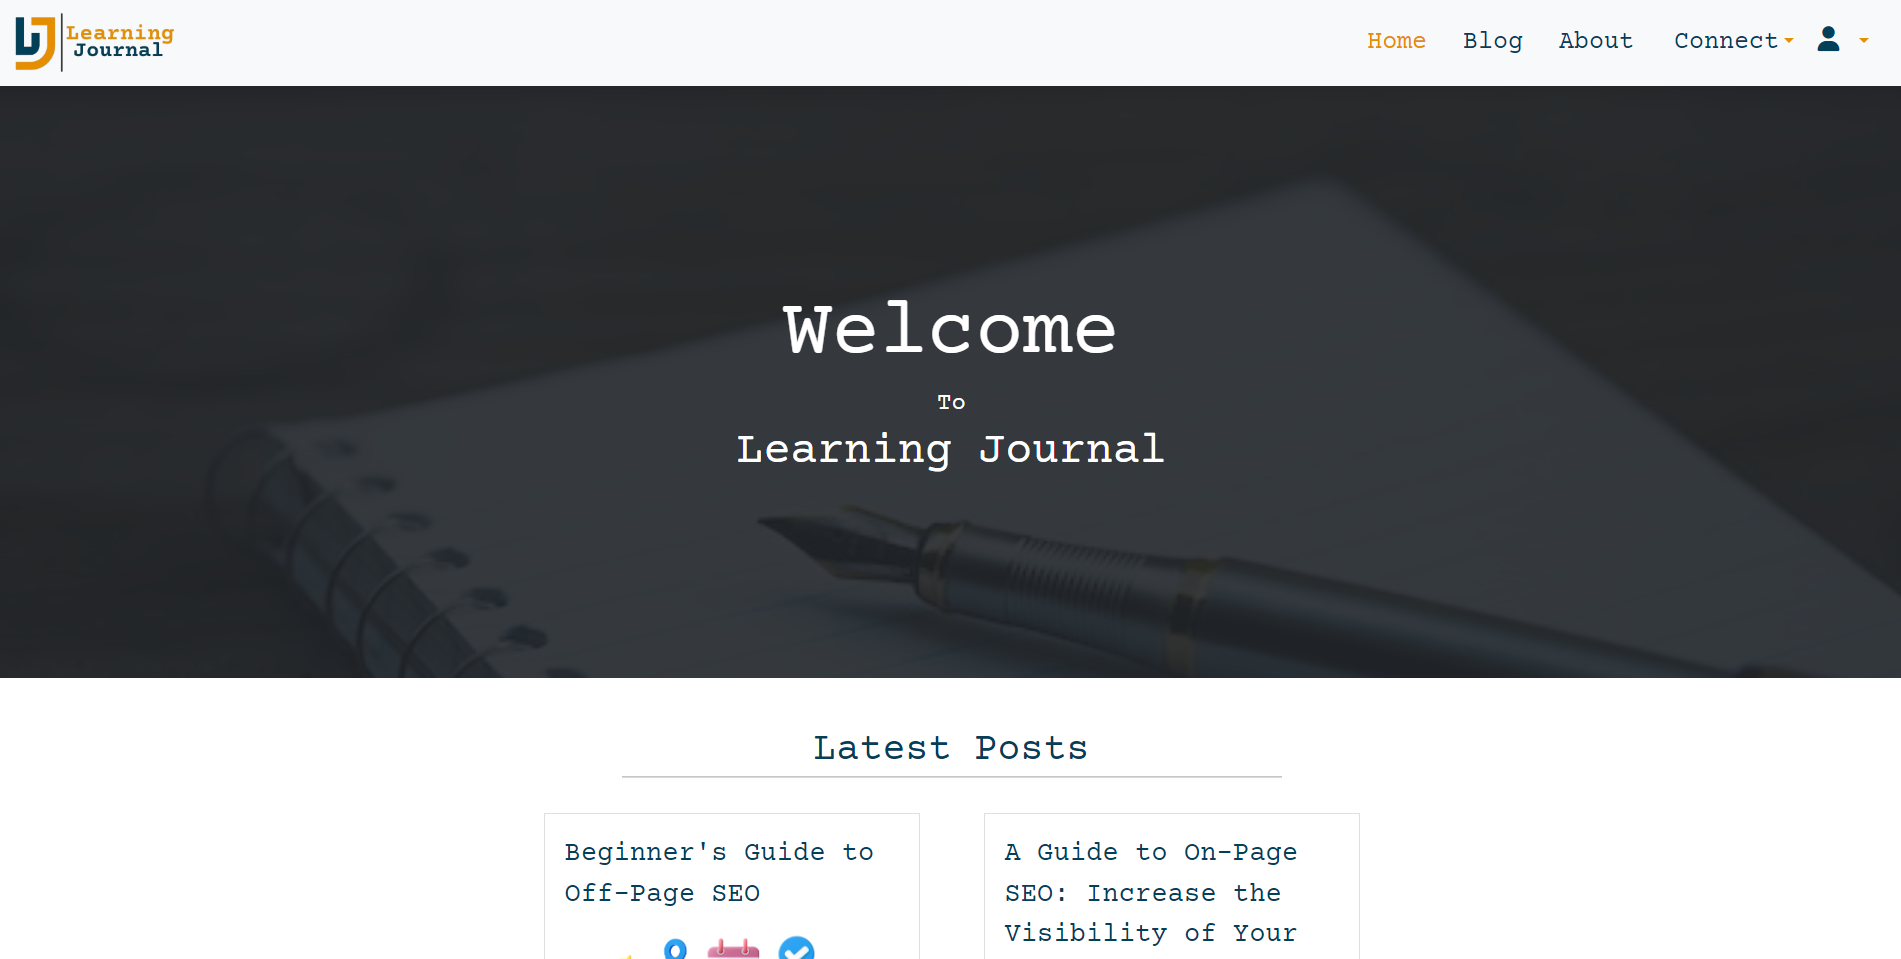 Learning
Journal
Home Blog About Connect
Welcome
To
Learning Journal
Latest Posts
Beginner's Guide to
Off-Page SEO
A Guide to On-Page
SEO: Increase the
Visibility of Your